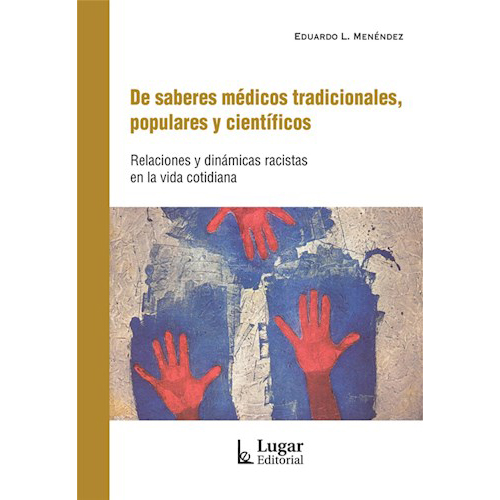 Eduardo L. Menéndez
De saberes médicos tradicionales,
populares y científicos
Relaciones y dinámicas racistas
en la vida cotidiana
Lugar
Editorial